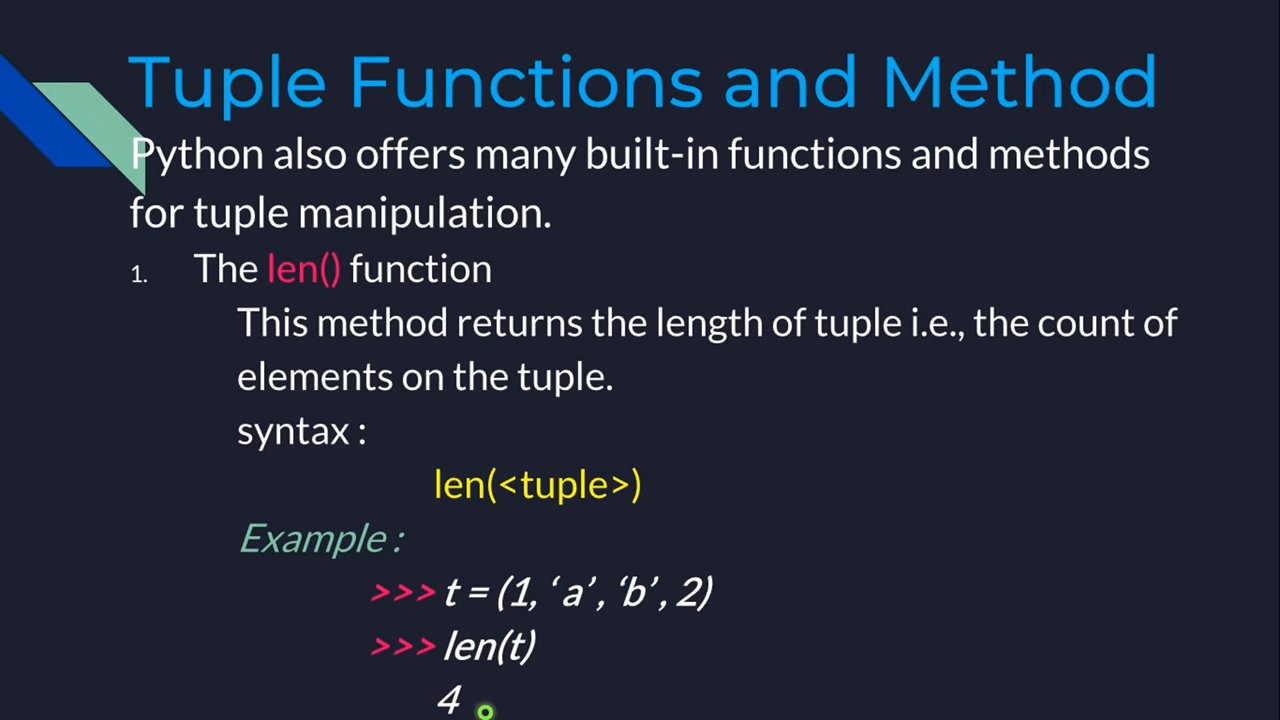 Tuple Functions and Method
Python also offers many built-in functions and methods
for tuple manipulation.
1. The len() function
This method returns the length of tuple i.e., the count of
elements on the tuple.
syntax :
len(<tuple>)
Example :
>>> t = (1, ‘ a’ , ‘b’ , 2)
>>> len(t)
4